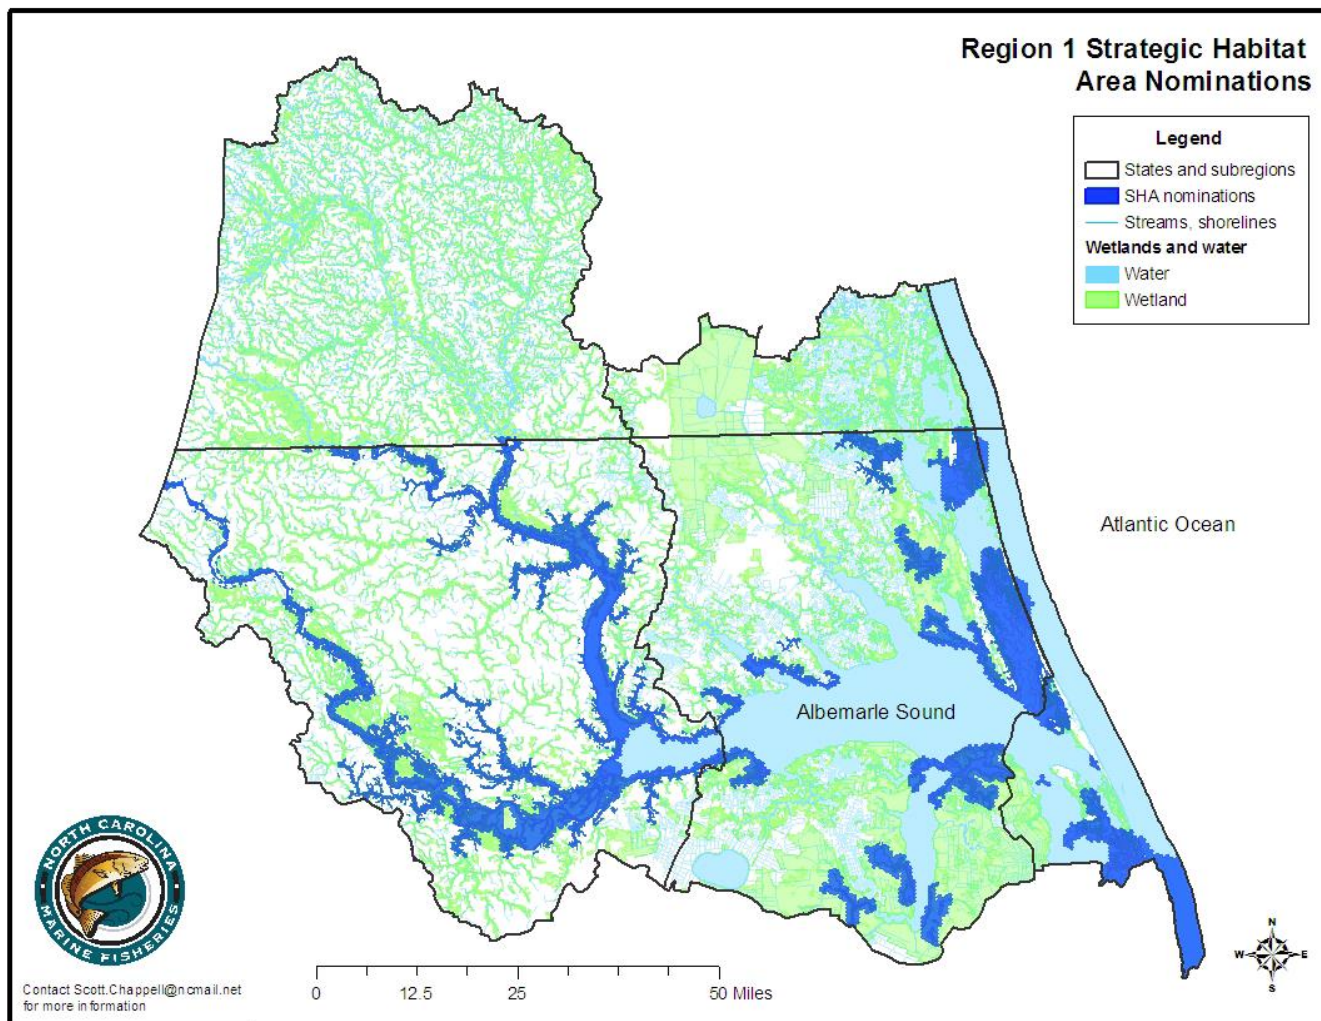 Region 1 Strategic Habitat
Area Nominations
Legend
States and subregions
SHA nominations
Streams, shorelines
Wetlands and water
Water
Wetland
Atlantic Ocean
Albemarle Sound
NORTH CAROLINA
MARINE FISHERIES
Contact Scott.Chappell@ncmail.net
for more information
0 12.5 25 50 Miles
N
W E
S